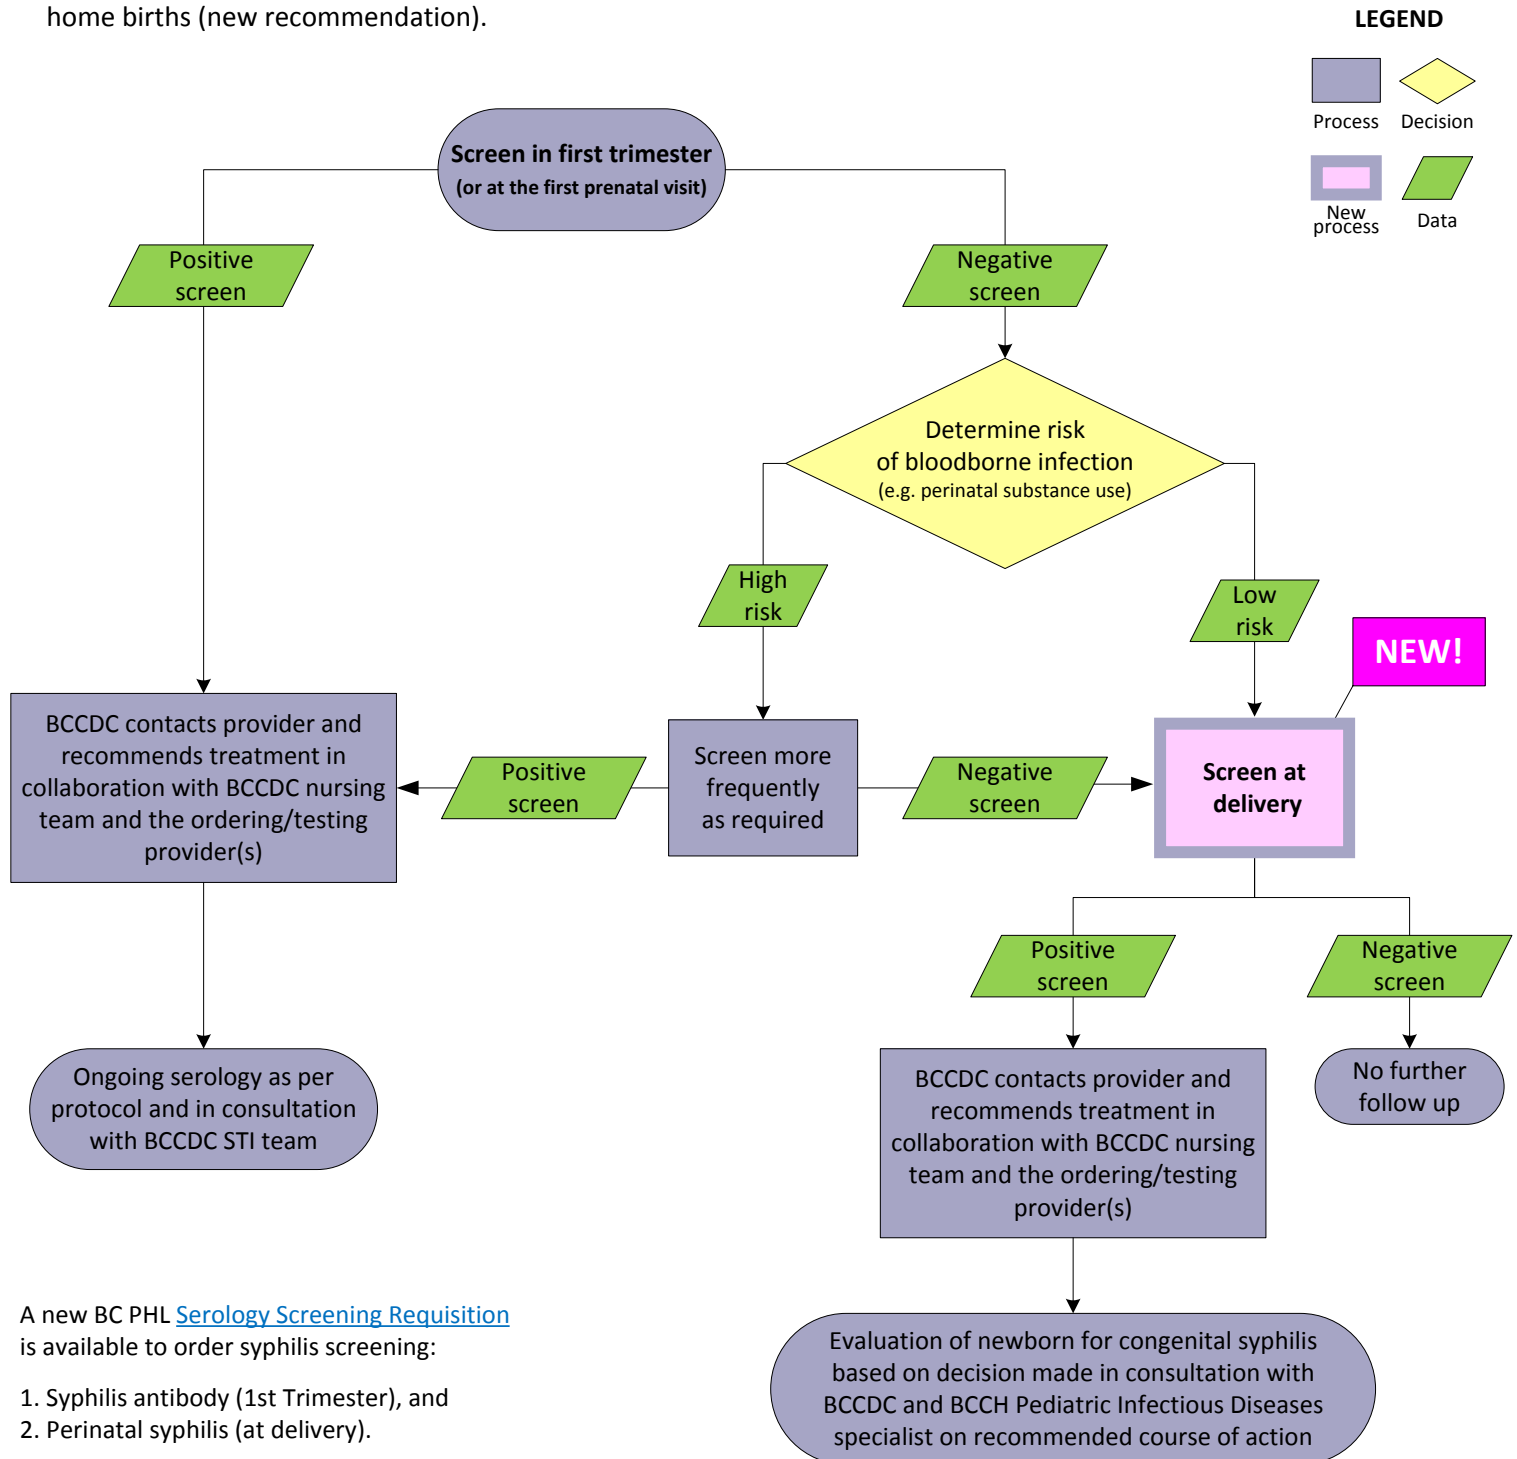 home births (new recommendation).
LEGEND
Process
Decision
New
process
Data
Screen in first trimester
(or at the first prenatal visit)
Positive
screen
Negative
screen
Determine risk
of bloodborne infection
(e.g. perinatal substance use)
High
risk
Low
risk
NEW!
BCCDC contacts provider and
recommends treatment in
collaboration with BCCDC nursing
team and the ordering/testing
provider(s)
Positive
screen
Screen more
frequently
as required
Negative
screen
Screen at
delivery
Positive
screen
Negative
screen
Ongoing serology as per
protocol and in consultation
with BCCDC STI team
BCCDC contacts provider and
recommends treatment in
collaboration with BCCDC nursing
team and the ordering/testing
provider(s)
No further
follow up
A new BC PHL Serology Screening Requisition
is available to order syphilis screening:
1. Syphilis antibody (1st Trimester), and
2. Perinatal syphilis (at delivery).
Evaluation of newborn for congenital syphilis
based on decision made in consultation with
BCCDC and BCCH Pediatric Infectious Diseases
specialist on recommended course of action